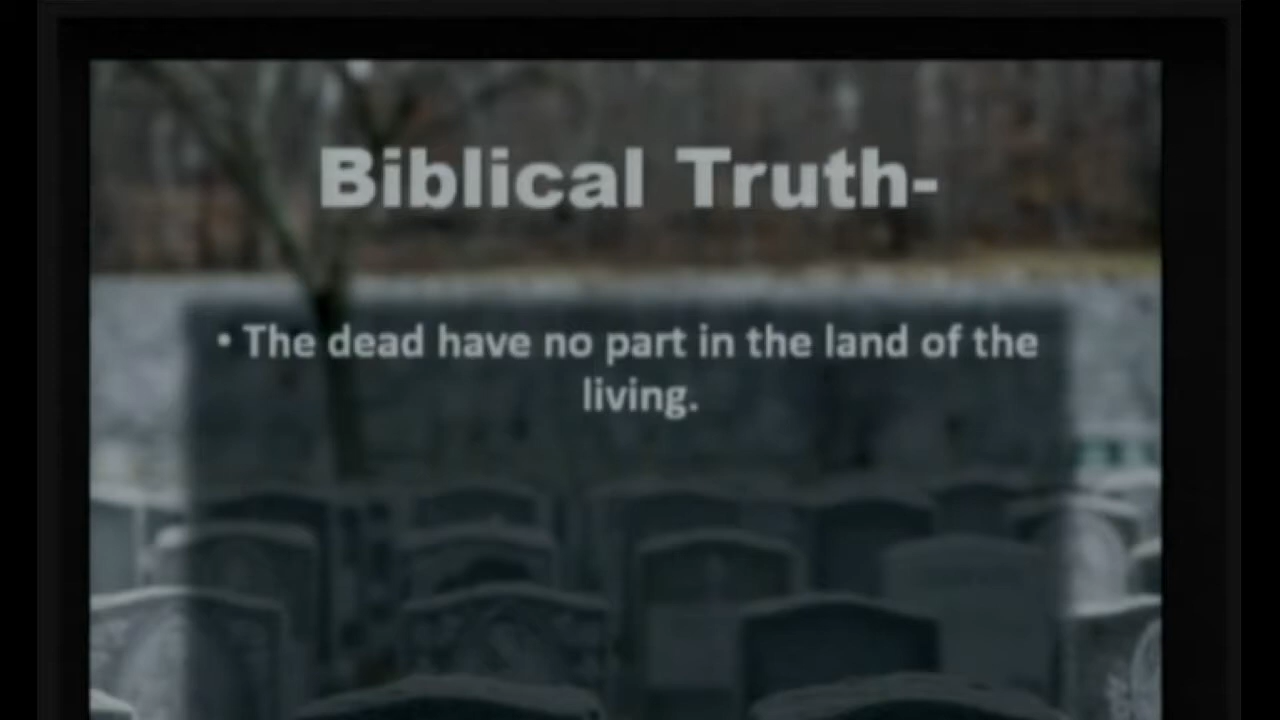 Biblical Truth-
• The dead have no part in the land of the
living.